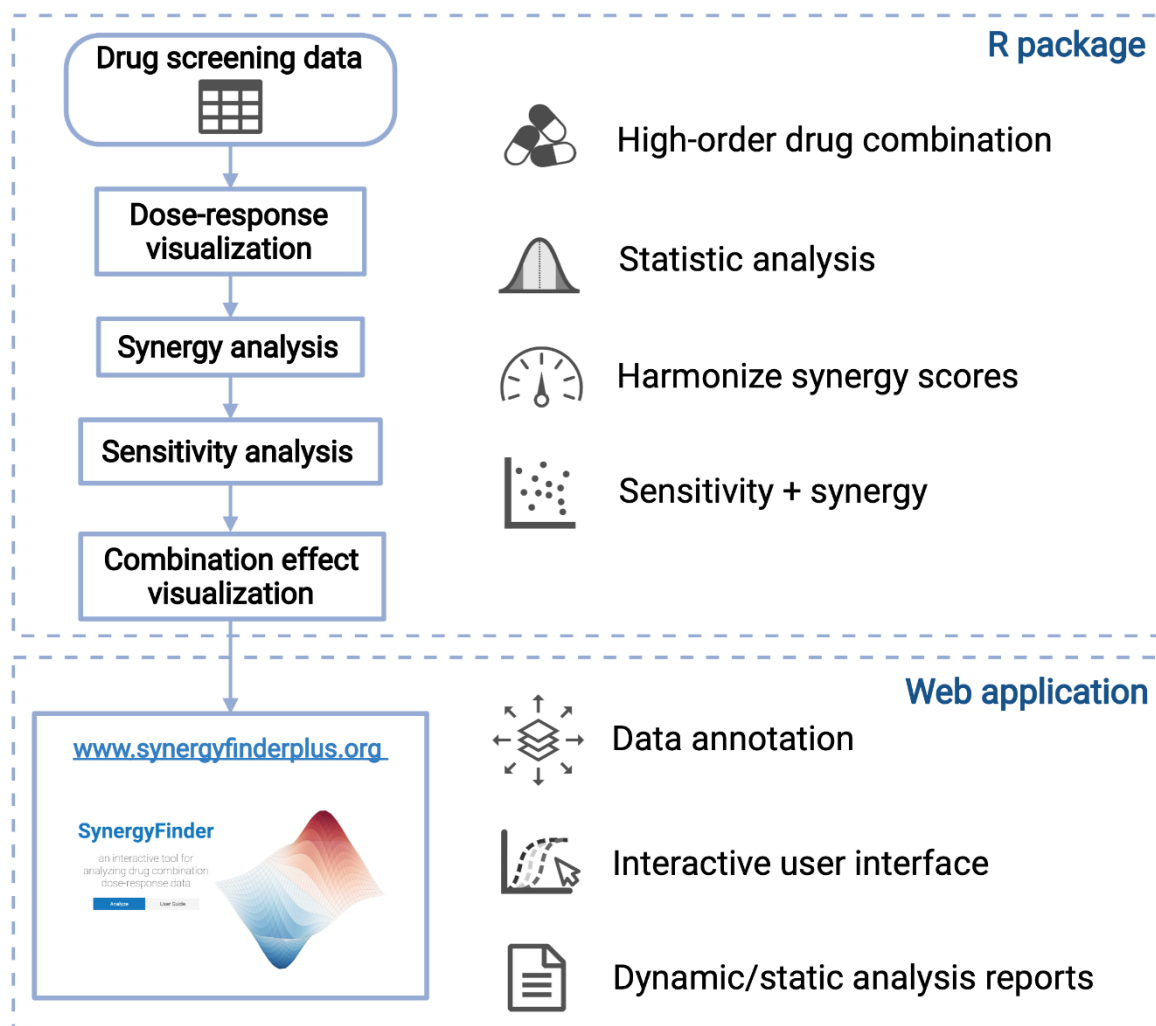 R package
Drug screening data
Dose-response
visualization
Synergy analysis
Sensitivity analysis
Combination effect
visualization
High-order drug combination
Statistic analysis
Harmonize synergy scores
Sensitivity + synergy
Web application
www.synergyfinderplus.org
SynergyFinder
an interactive tool for
analyzing drug combination
dose-response data
Analyze
User Guide
Data annotation
Interactive user interface
Dynamic/static analysis reports